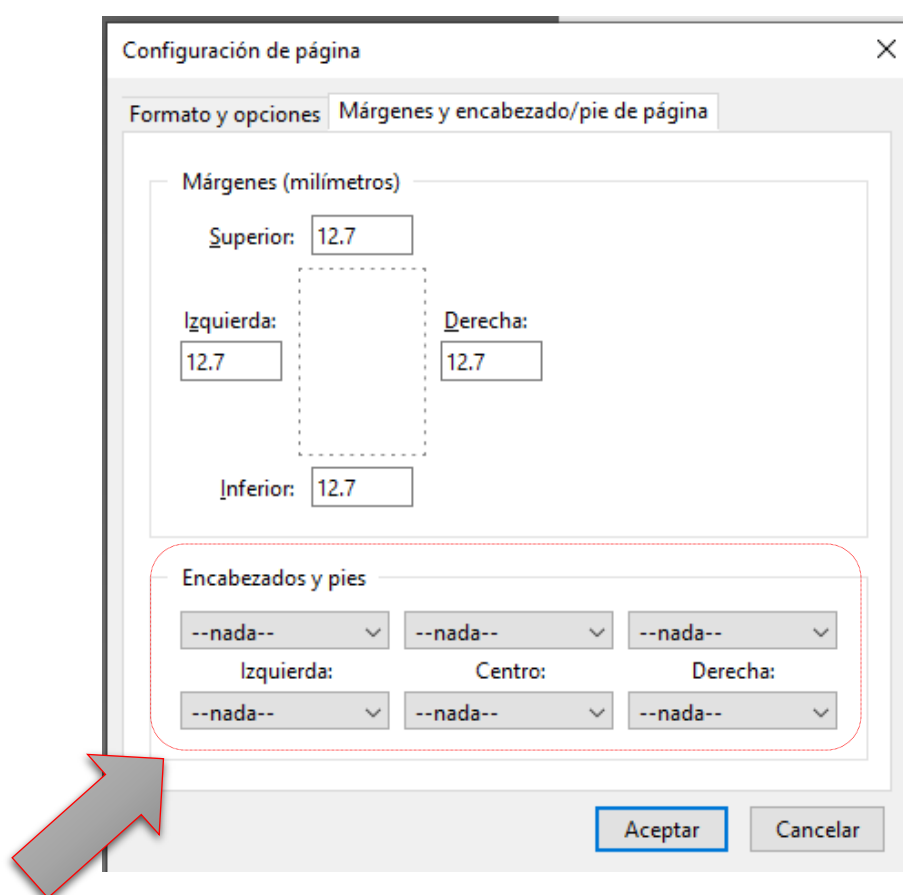 Configuración de página
Formato y opciones Márgenes y encabezado/pie de página
Márgenes (milímetros)
Superior: 12.7
Izquierda: Derecha:
12.7 12.7
Inferior: 12.7
Encabezados y pies
--nada-- --nada-- --nada--
Izquierda: Centro: Derecha:
--nada-- --nada-- --nada--
Aceptar Cancelar